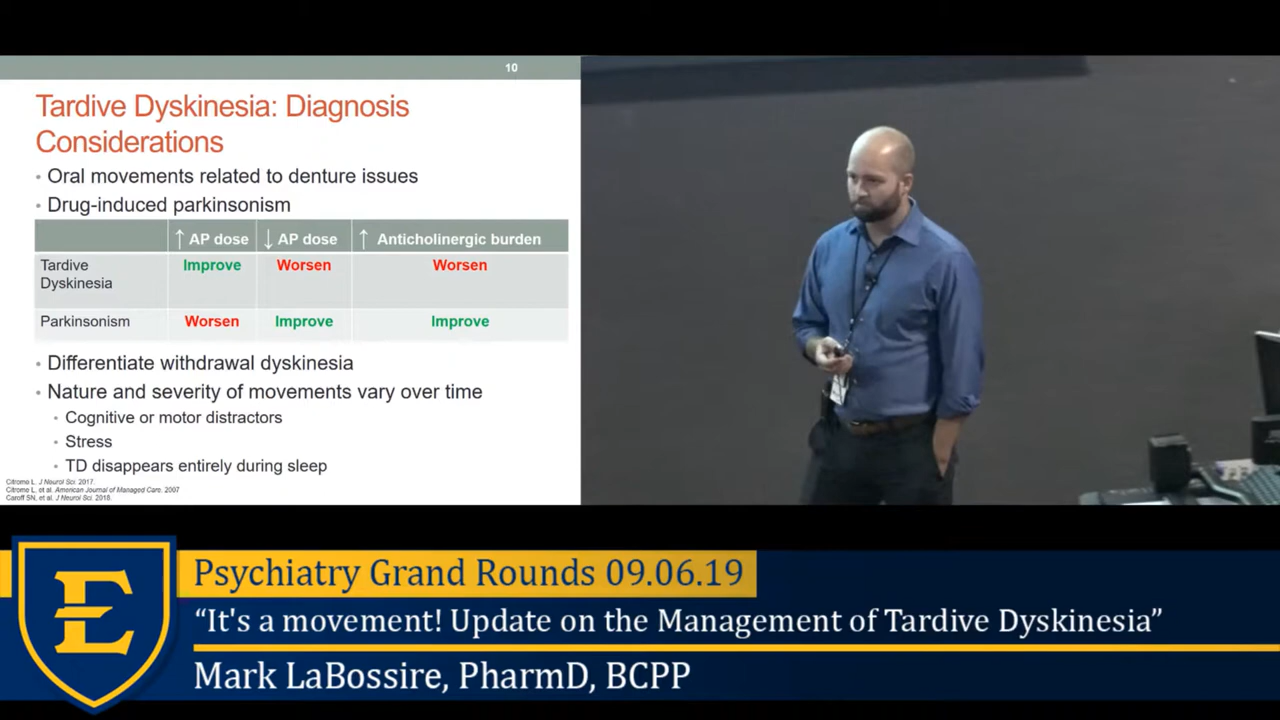 10
Tardive Dyskinesia: Diagnosis
Considerations
• Oral movements related to denture issues
• Drug-induced parkinsonism
↑ AP dose ↓ AP dose ↑ Anticholinergic burden
Tardive Dyskinesia Improve Worsen Worsen
Parkinsonism Worsen Improve Improve
• Differentiate withdrawal dyskinesia
• Nature and severity of movements vary over time
• Cognitive or motor distractors
• Stress
• TD disappears entirely during sleep
Citrome L. J Neurol Sci. 2017.
Citrome L, et al. American Journal of Managed Care. 2007
Caroff SN, et al. J Neurol Sci. 2018.
E
Psychiatry Grand Rounds 09.06.19
“It's a movement! Update on the Management of Tardive Dyskinesia”
Mark LaBossire, PharmD, BCPP